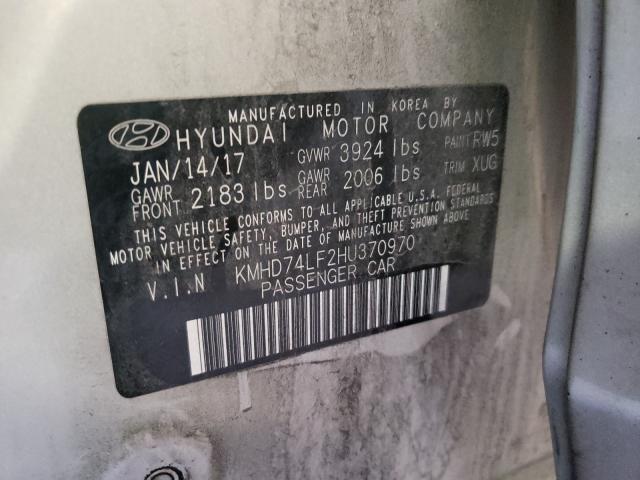 MANUFACTURED IN KOREA BY
HYUNDAI MOTOR COMPANY
JAN/14/17 GVWR 3924 lbs PAINT RW5
GAWR FRONT 2183 lbs GAWR REAR 2006 lbs TRIM XUG
THIS VEHICLE CONFORMS TO ALL APPLICABLE U.S.A. FEDERAL
MOTOR VEHICLE SAFETY, BUMPER, AND THEFT PREVENTION STANDARDS
IN EFFECT ON THE DATE OF MANUFACTURE SHOWN ABOVE.
V.I.N KMHD74LF2HU370970
PASSENGER CAR